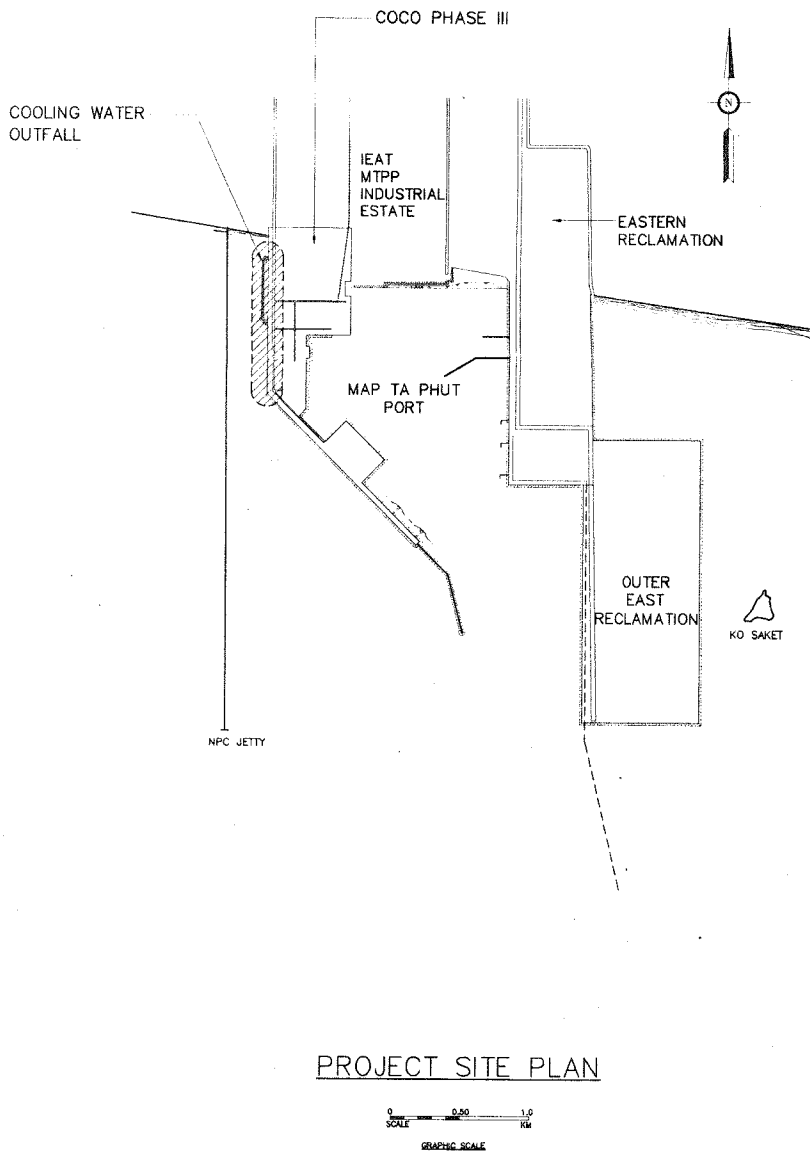 COCO PHASE III
COOLING WATER
OUTFALL
N
IEAT
MTPP
INDUSTRIAL
ESTATE
EASTERN
RECLAMATION
MAP TA PHUT
PORT
OUTER
EAST
RECLAMATION
KO SAKET
NPC JETTY
PROJECT SITE PLAN
0 0.50 1.0
SCALE KM
GRAPHIC SCALE